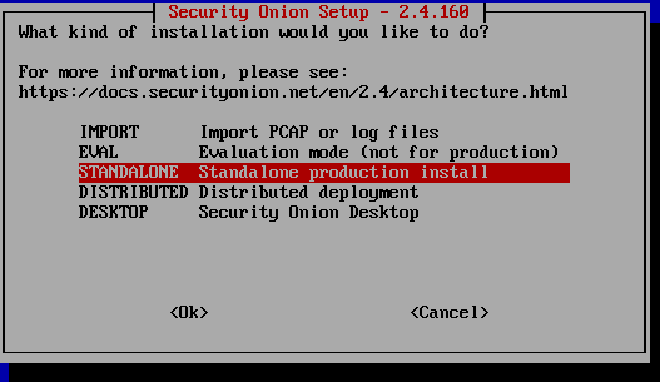 Security Onion Setup - 2.4.160
What kind of installation would you like to do?
For more information, please see:
https://docs.securityonion.net/en/2.4/architecture.html
IMPORT Import PCAP or log files
EVAL Evaluation mode (not for production)
STANDALONE Standalone production install
DISTRIBUTED Distributed deployment
DESKTOP Security Onion Desktop
<Ok> <Cancel>